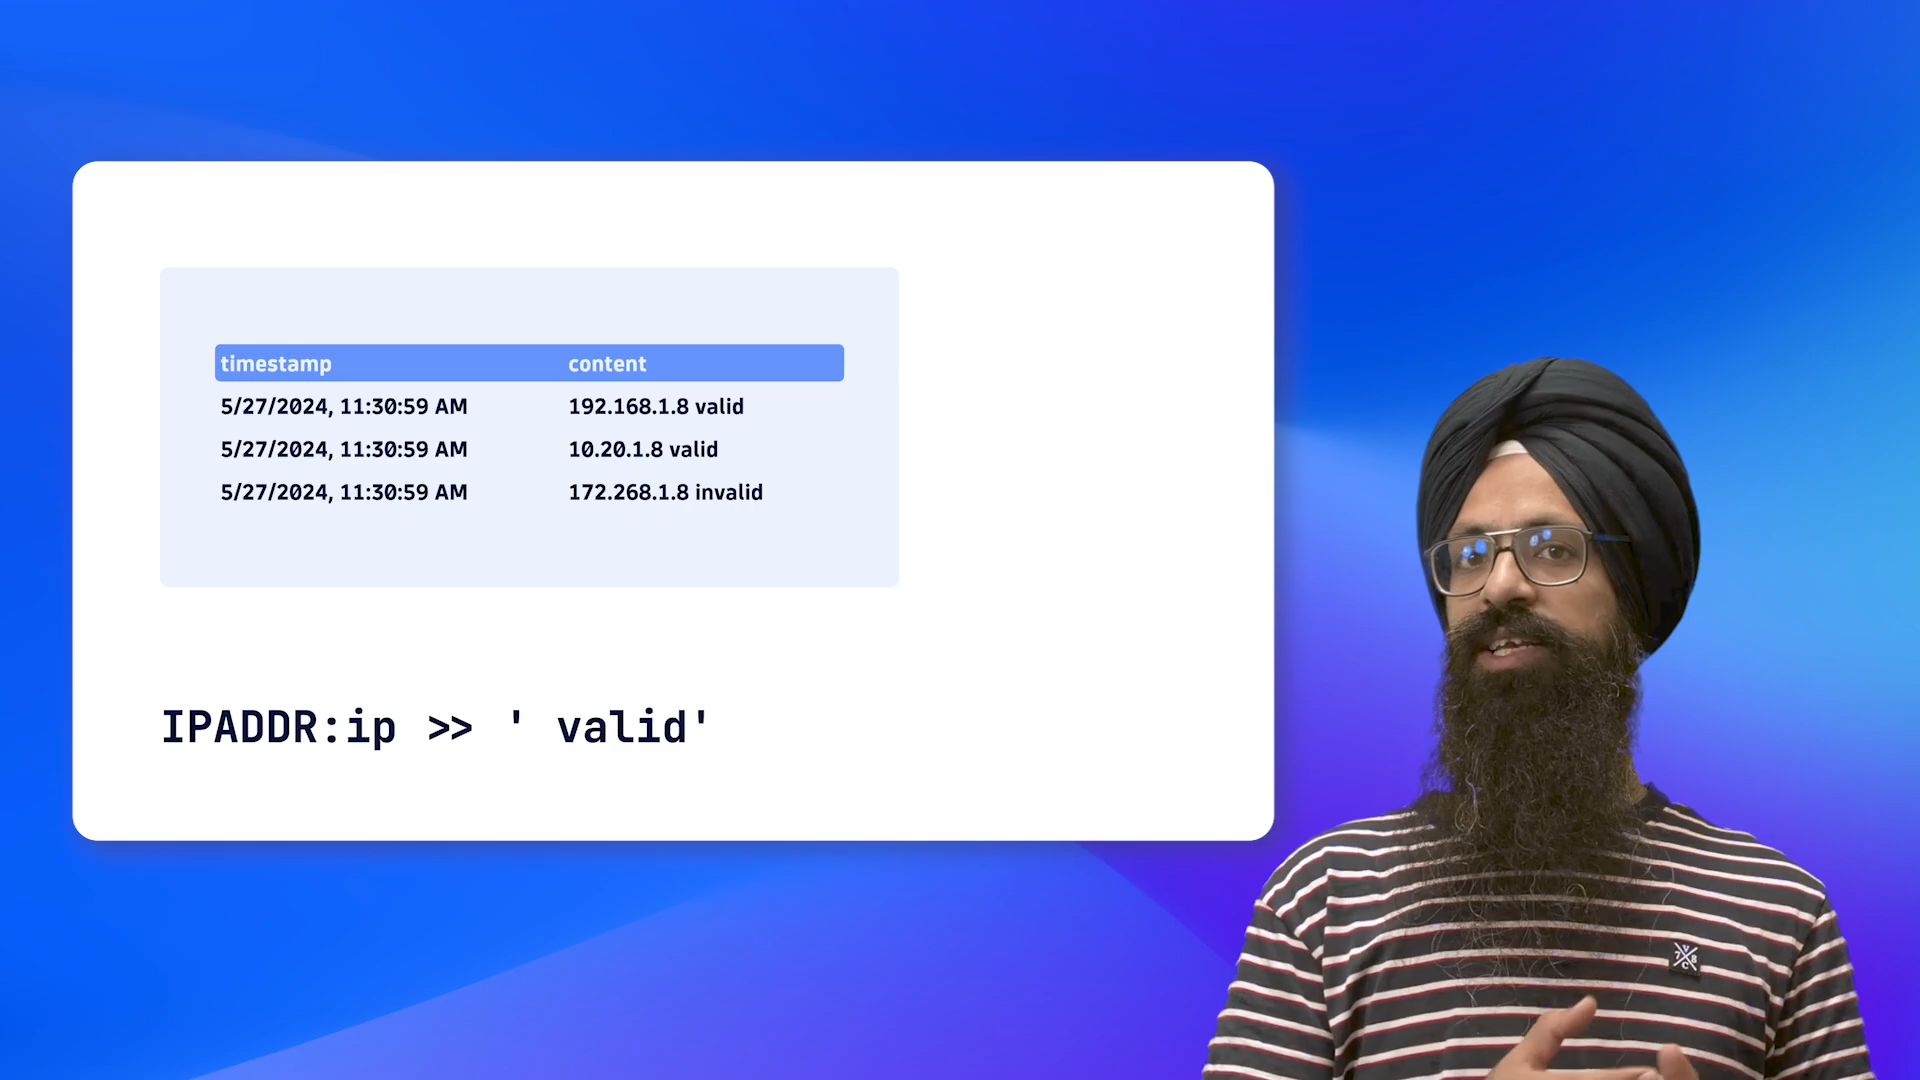 timestamp content
5/27/2024, 11:30:59 AM 192.168.1.8 valid
5/27/2024, 11:30:59 AM 10.20.1.8 valid
5/27/2024, 11:30:59 AM 172.268.1.8 invalid
IPADDR:ip >> ' valid'
V
7 8
C